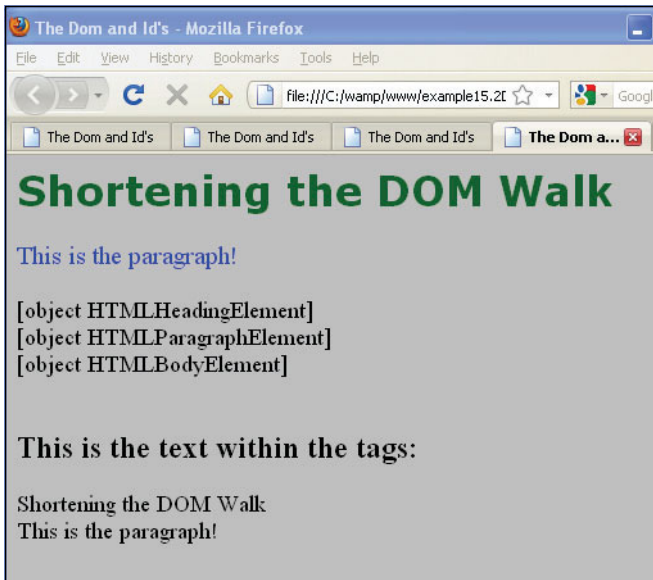 The Dom and Id's - Mozilla Firefox
File Edit View History Bookmarks Tools Help
file:///C:/wamp/www/example15.2 Googl
The Dom and Id's The Dom and Id's The Dom and Id's The Dom a...
Shortening the DOM Walk
This is the paragraph!
[object HTMLHeadingElement]
[object HTMLParagraphElement]
[object HTMLBodyElement]
This is the text within the tags:
Shortening the DOM Walk
This is the paragraph!